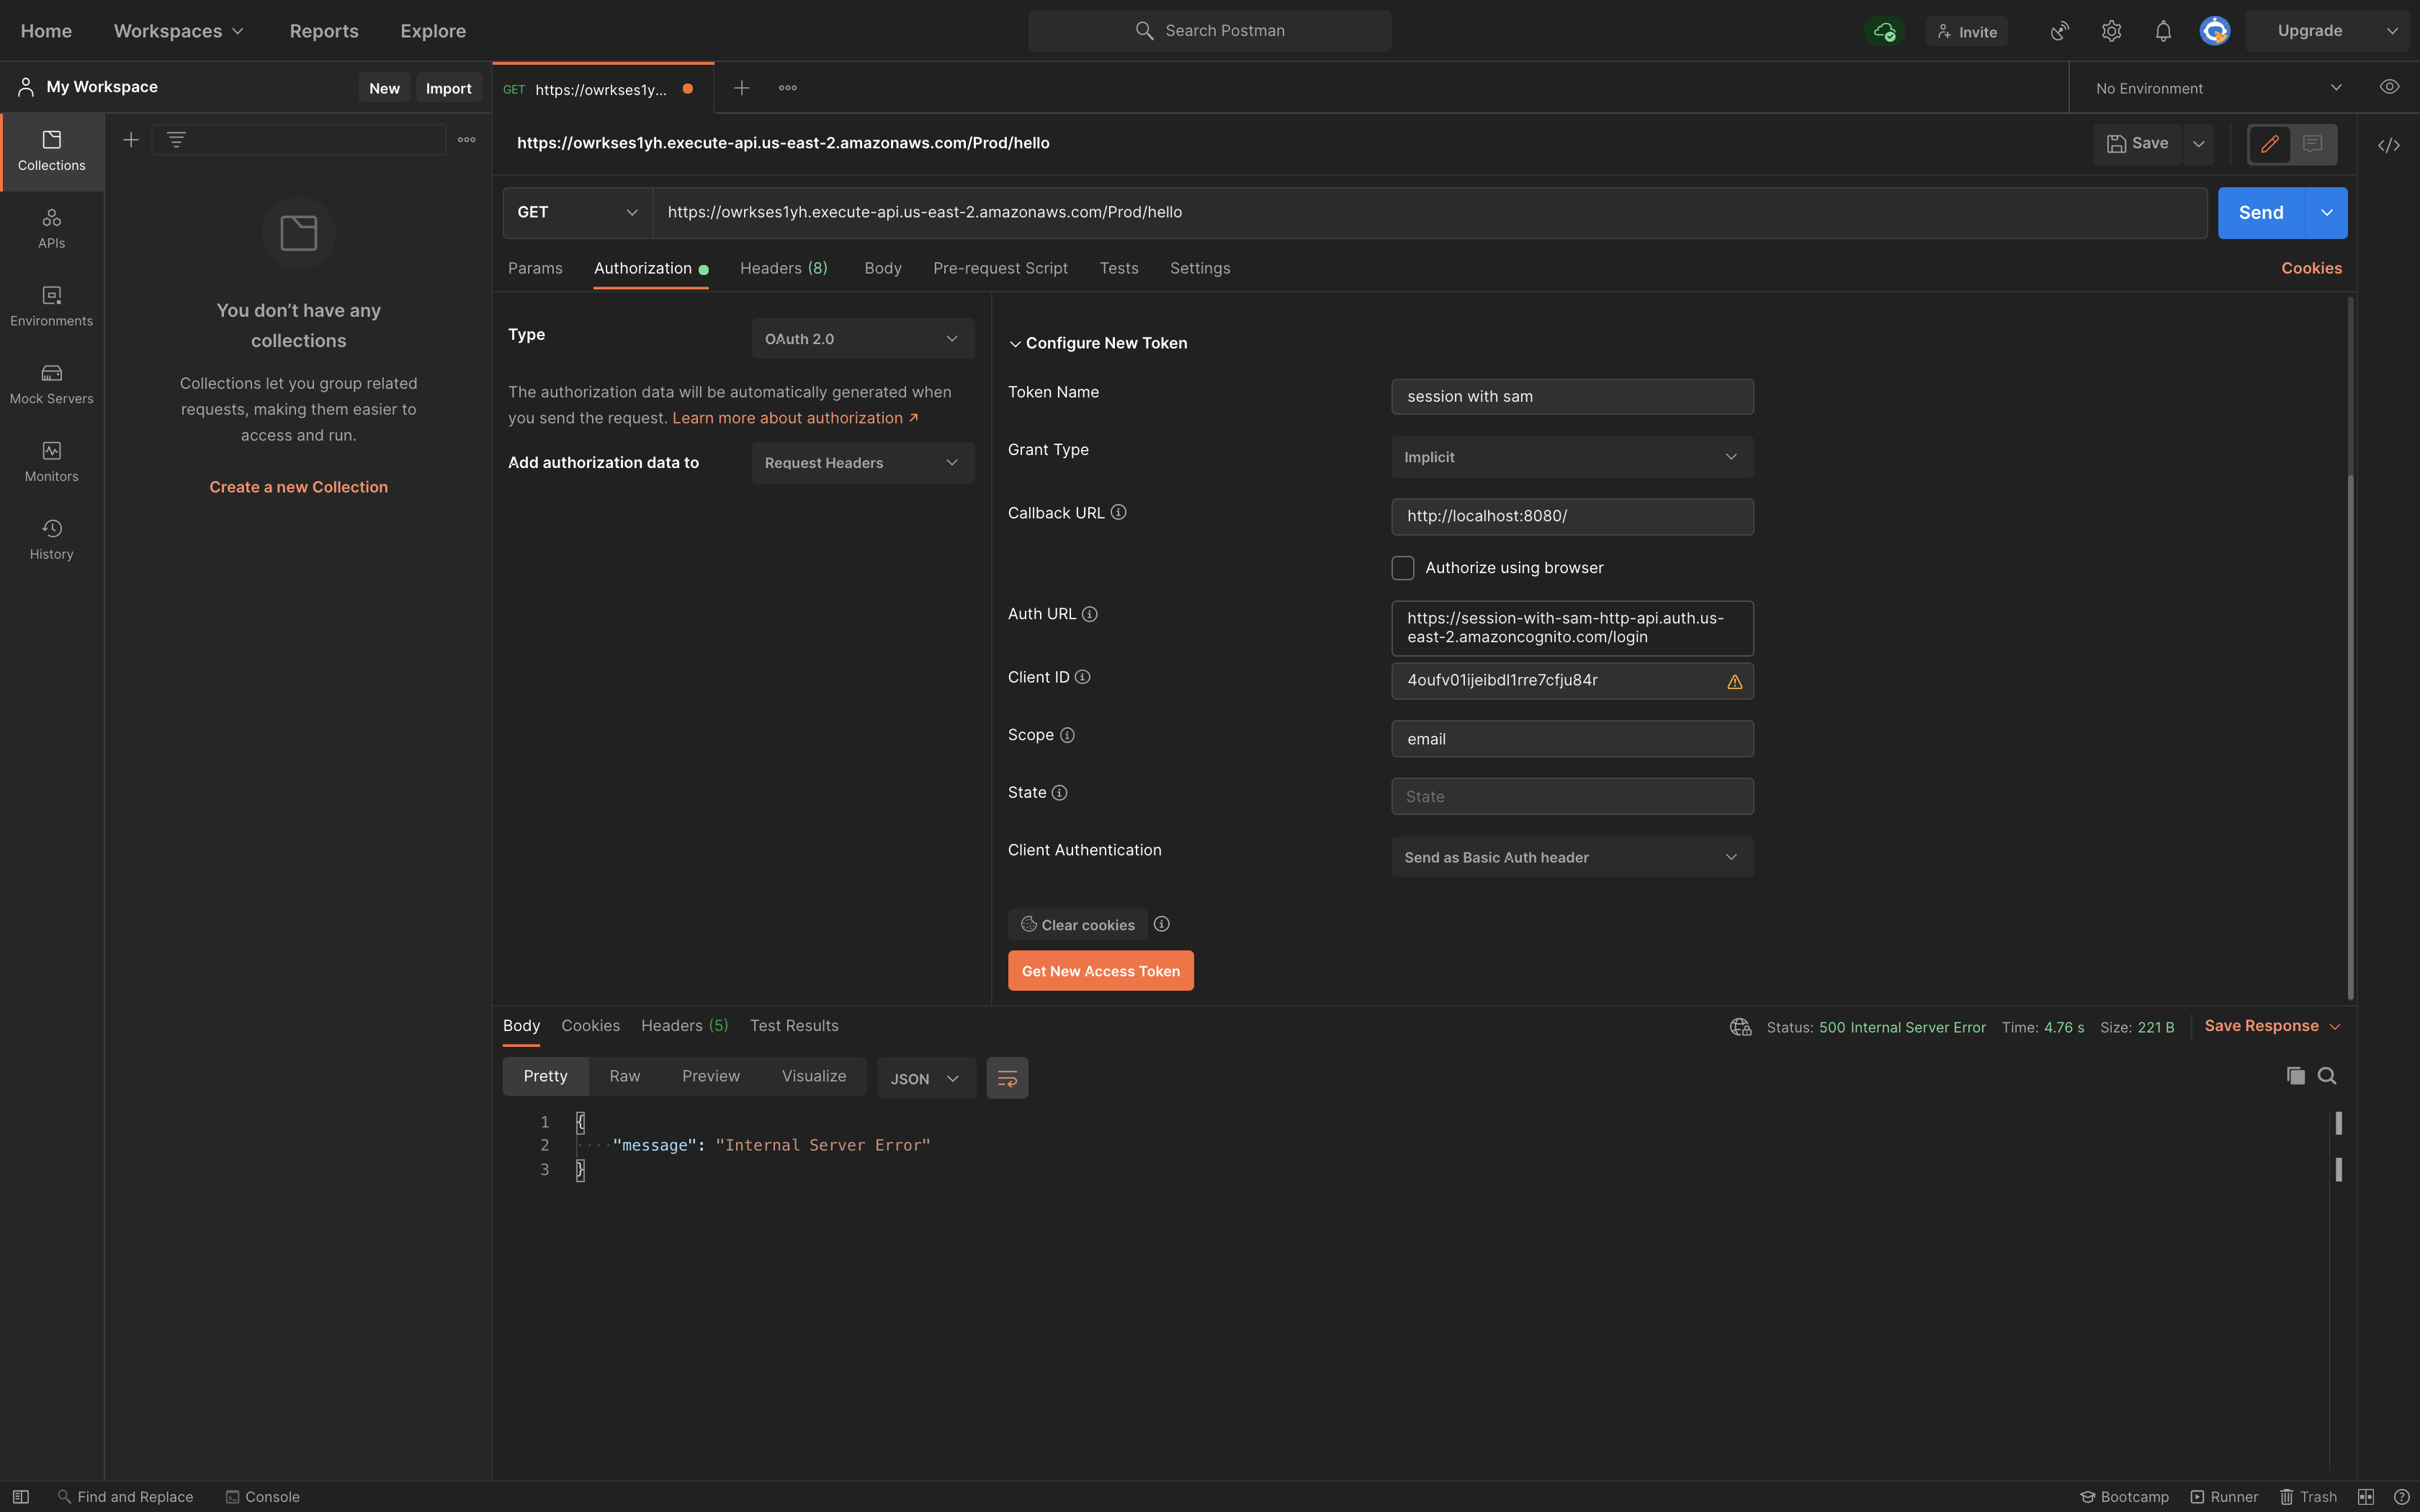 Home
Workspaces
Reports
Explore
Search Postman
Invite
Upgrade
My Workspace
New
Import
GET https://owrkses1y...
No Environment
Collections
APIs
Environments
Mock Servers
Monitors
History
You don’t have any
collections
Collections let you group related
requests, making them easier to
access and run.
Create a new Collection
https://owrkses1yh.execute-api.us-east-2.amazonaws.com/Prod/hello
Save
GET
https://owrkses1yh.execute-api.us-east-2.amazonaws.com/Prod/hello
Send
Params
Authorization
Headers (8)
Body
Pre-request Script
Tests
Settings
Cookies
Type
OAuth 2.0
The authorization data will be automatically generated when
you send the request. Learn more about authorization ↗
Add authorization data to
Request Headers
Configure New Token
Token Name
session with sam
Grant Type
Implicit
Callback URL
http://localhost:8080/
Authorize using browser
Auth URL
https://session-with-sam-http-api.auth.us-
east-2.amazoncognito.com/login
Client ID
4oufv01ijeibdl1rre7cfju84r
Scope
email
State
State
Client Authentication
Send as Basic Auth header
Clear cookies
Get New Access Token
Body
Cookies
Headers (5)
Test Results
Status: 500 Internal Server Error
Time: 4.76 s
Size: 221 B
Save Response
Pretty
Raw
Preview
Visualize
JSON
1 {
2 "message": "Internal Server Error"
3 }
Find and Replace
Console
Bootcamp
Runner
Trash